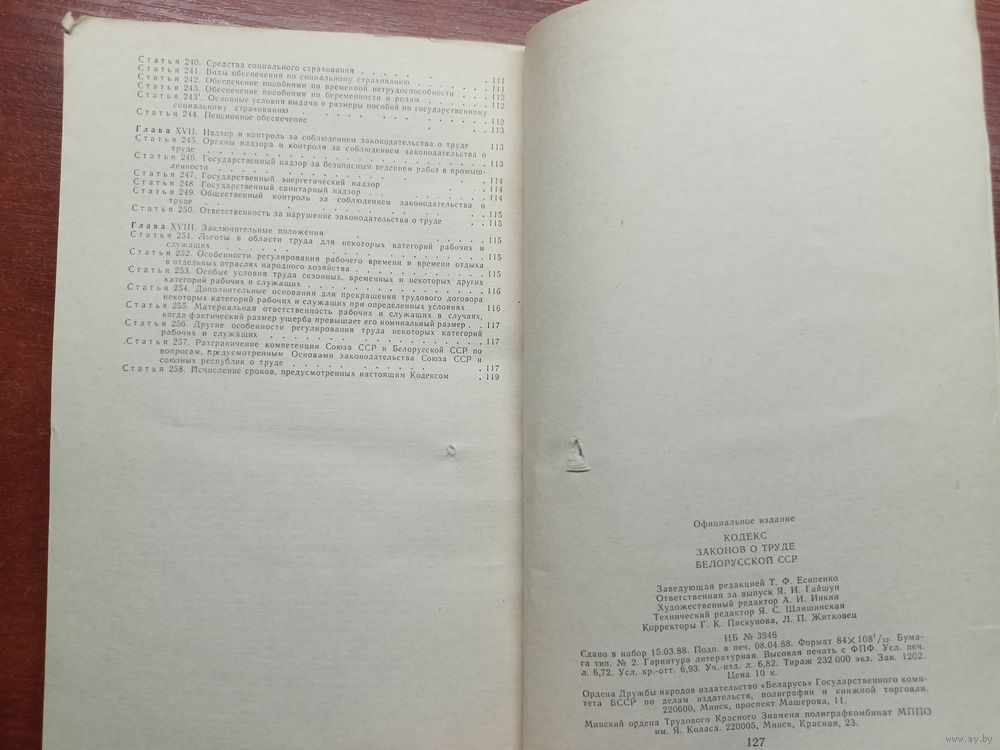 Статья 240. Средства социального страхования . . . . . . . 111
Статья 241. Виды обеспечения по социальному страхованию . . . . . . 111
Статья 242. Обеспечение пособиями по временной нетрудоспособности . . . 112
Статья 243. Обеспечение пособиями по беременности и родам . . . . . . 112
Статья 243¹. Основные условия выдачи и размеры пособий по государственному
социальному страхованию . . . . . . . . . 112
Статья 244. Пенсионное обеспечение . . . 113
Глава XVII. Надзор и контроль за соблюдением законодательства о труде 113
Статья 245. Органы надзора и контроля за соблюдением законодательства о
труде . . . . . . . . . . . . . . . . . 113
Статья 246. Государственный надзор за безопасным ведением работ в промыш-
ленности . . . . . . . . . . . 114
Статья 247. Государственный энергетический надзор . . . 114
Статья 248. Государственный санитарный надзор . . . . . . . 114
Статья 249. Общественный контроль за соблюдением законодательства о
труде . . . . . . . . . . . 115
Статья 250. Ответственность за нарушение законодательства о труде . . 115
Глава XVIII. Заключительные положения . . . . . 115
Статья 251. Льготы в области труда для некоторых категорий рабочих и
служащих . . . . . . . . . . . 115
Статья 252. Особенности регулирования рабочего времени и времени отдыха
в отдельных отраслях народного хозяйства . . . . . . . . 115
Статья 253. Особые условия труда сезонных, временных и некоторых других
категорий рабочих и служащих . . . . . . . . . . . 116
Статья 254. Дополнительные основания для прекращения трудового договора
некоторых категорий рабочих и служащих при определенных условиях 116
Статья 255. Материальная ответственность рабочих и служащих в случаях,
когда фактический размер ущерба превышает его номинальный размер . . 117
Статья 256. Другие особенности регулирования труда некоторых категорий
рабочих и служащих . . . . . . . . . . . . 117
Статья 257. Разграничение компетенции Союза ССР и Белорусской ССР по
вопросам, предусмотренным Основами законодательства Союза ССР и
союзных республик о труде . . . . . . . . . 117
Статья 258. Исчисление сроков, предусмотренных настоящим Кодексом . 119
Официальное издание
КОДЕКС
ЗАКОНОВ О ТРУДЕ
БЕЛОРУССКОЙ ССР
Заведующая редакцией Т. Ф. Есипенко
Ответственная за выпуск Я. И. Гайшун
Художественный редактор А. И. Инкин
Технический редактор Я. С. Шляшинская
Корректоры Г. К. Пискунова, Л. П. Житковец
ИБ № 3946
Сдано в набор 15.03.88. Подп. в печ. 08.04.88. Формат 84×108¹/₃₂. Бума-
га тип. № 2. Гарнитура литературная. Высокая печать с ФПФ. Усл. печ.
л. 6,72. Усл. кр.-отт. 6,93. Уч.-изд. л. 6,82. Тираж 232 000 экз. Зак. 1202.
Цена 10 к.
Ордена Дружбы народов издательство «Беларусь» Государственного коми-
тета БССР по делам издательств, полиграфии и книжной торговли.
220600, Минск, проспект Машерова, 11.
Минский ордена Трудового Красного Знамени полиграфкомбинат МППО
им. Я. Коласа. 220005, Минск, Красная, 23.
127
www.ay.by